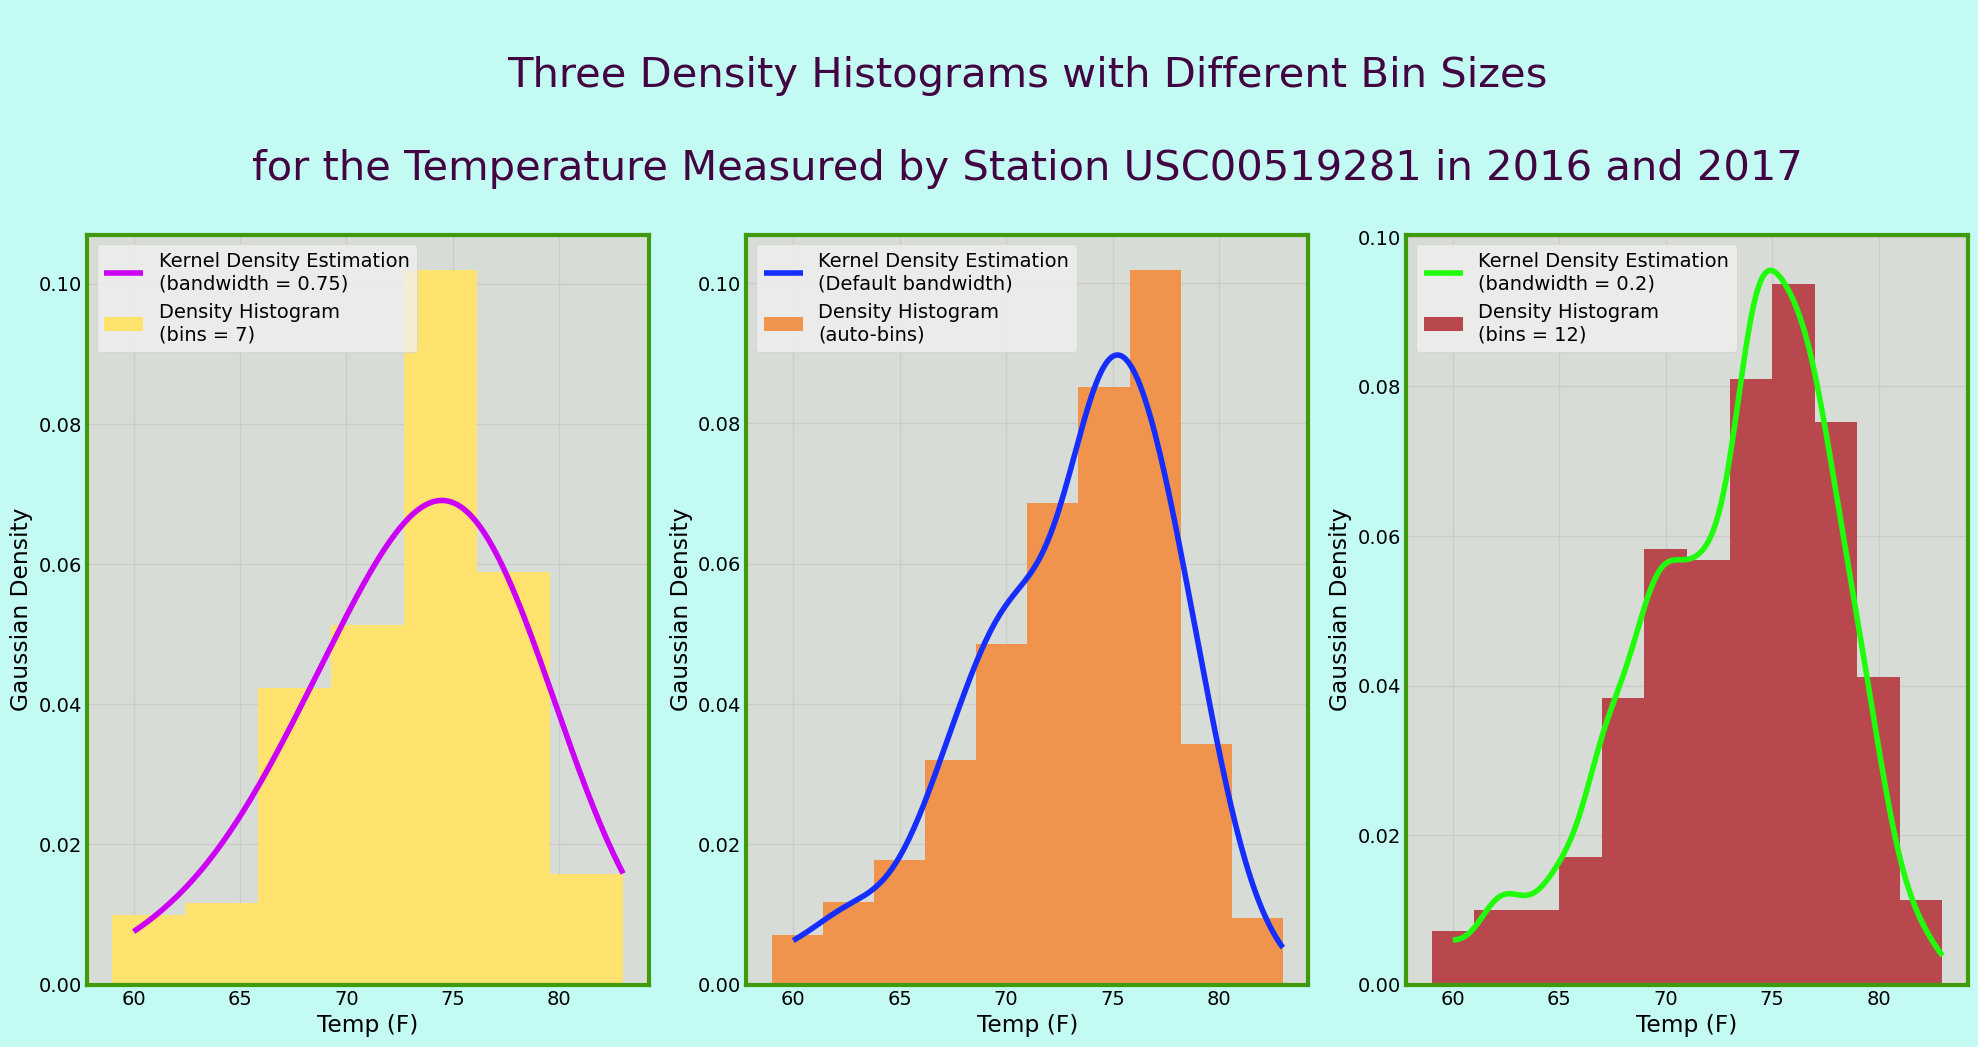 Three Density Histograms with Different Bin Sizes
for the Temperature Measured by Station USC00519281 in 2016 and 2017
Kernel Density Estimation
(bandwidth = 0.75)
Density Histogram
(bins = 7)
0.10
0.08
0.06
0.04
0.02
0.00
Gaussian Density
60 65 70 75 80
Temp (F)
Kernel Density Estimation
(Default bandwidth)
Density Histogram
(auto-bins)
0.10
0.08
0.06
0.04
0.02
0.00
Gaussian Density
60 65 70 75 80
Temp (F)
Kernel Density Estimation
(bandwidth = 0.2)
Density Histogram
(bins = 12)
0.10
0.08
0.06
0.04
0.02
0.00
Gaussian Density
60 65 70 75 80
Temp (F)